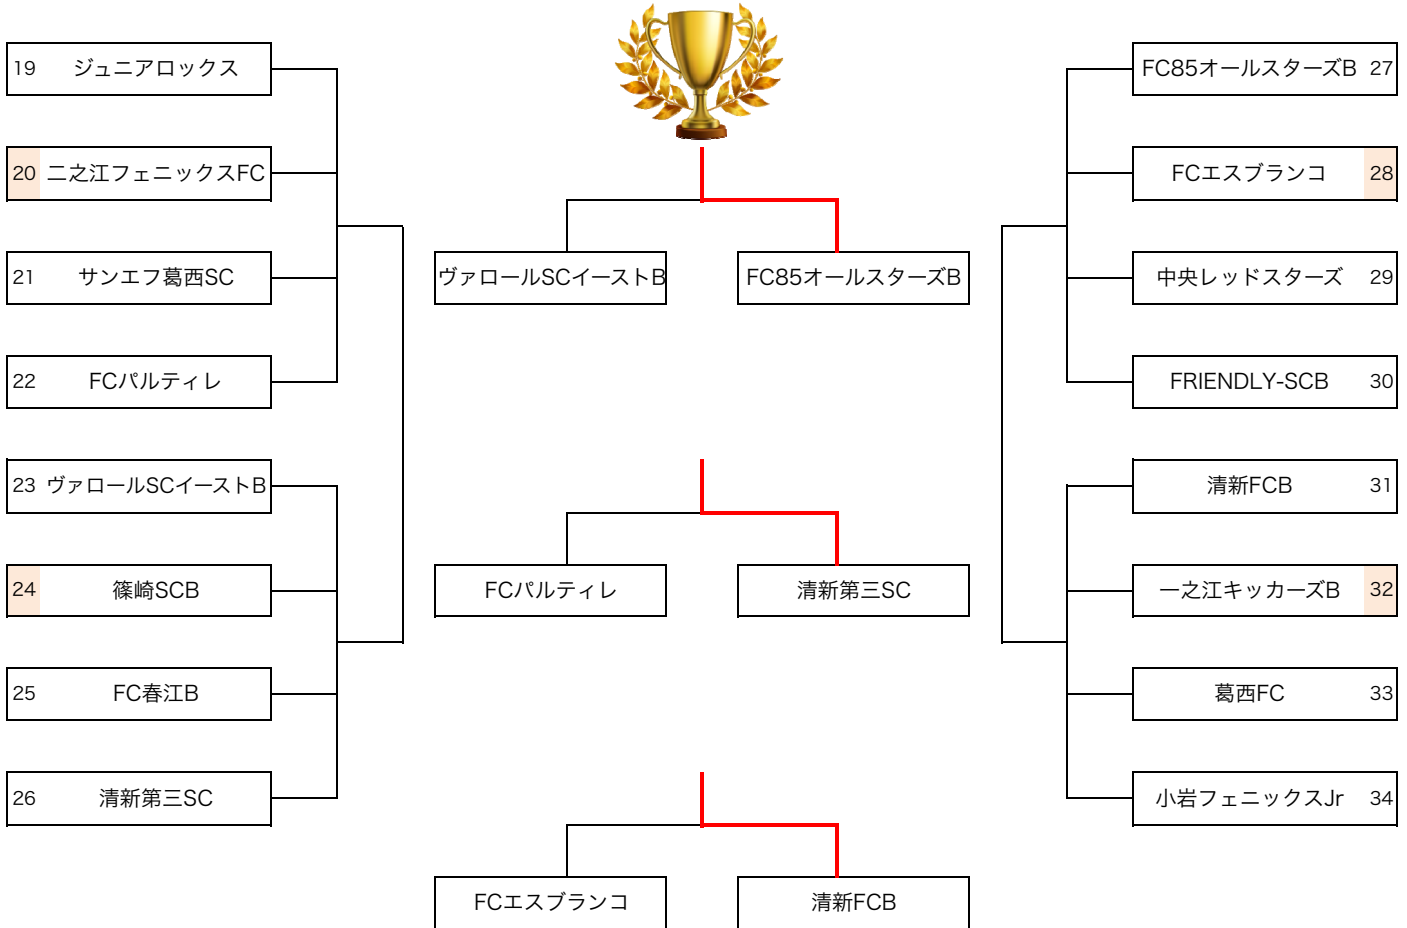 19 ジュニアロックス
20 二之江フェニックスFC
21 サンエフ葛西SC
22 FCパルティレ
23 ヴァロールSCイーストB
24 篠崎SCB
25 FC春江B
26 清新第三SC
ヴァロールSCイーストB
FC85オールスターズB
FCパルティレ
清新第三SC
FCエスブランコ
清新FCB
FC85オールスターズB 27
FCエスブランコ 28
中央レッドスターズ 29
FRIENDLY-SCB 30
清新FCB 31
一之江キッカーズB 32
葛西FC 33
小岩フェニックスJr 34